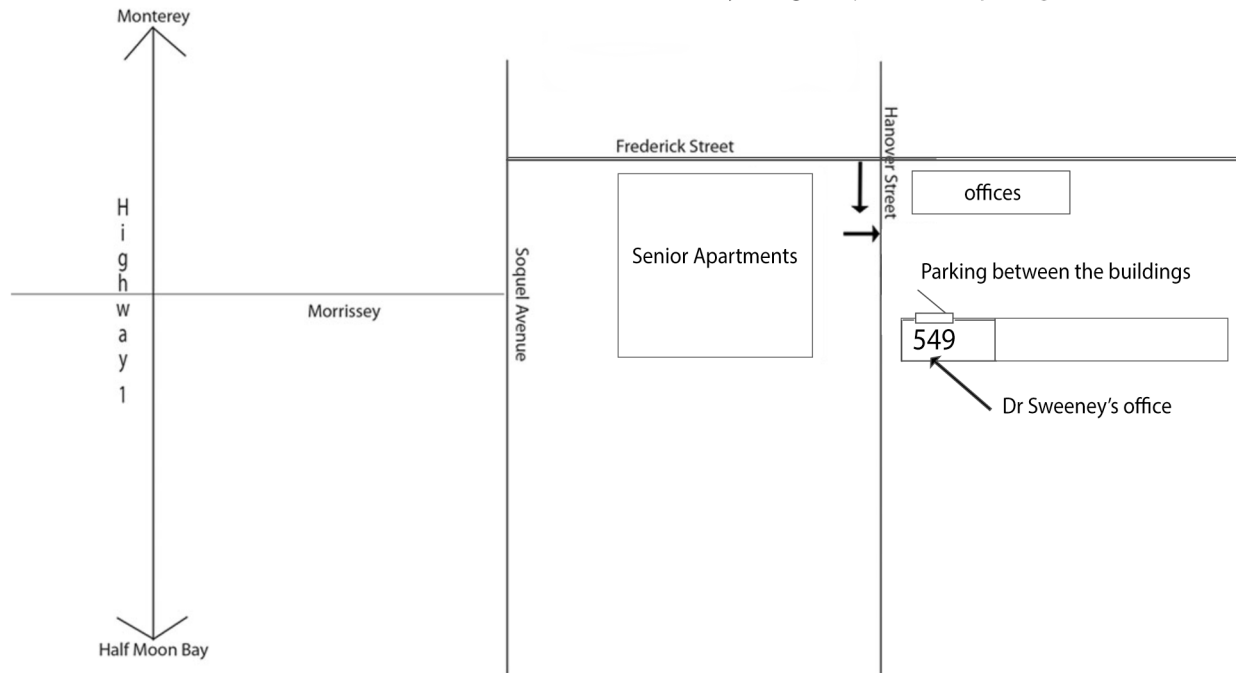 Monterey
Highway 1
Half Moon Bay
Morrissey
Soquel Avenue
Frederick Street
Senior Apartments
Hanover Street
offices
Parking between the buildings
549
Dr Sweeney's office